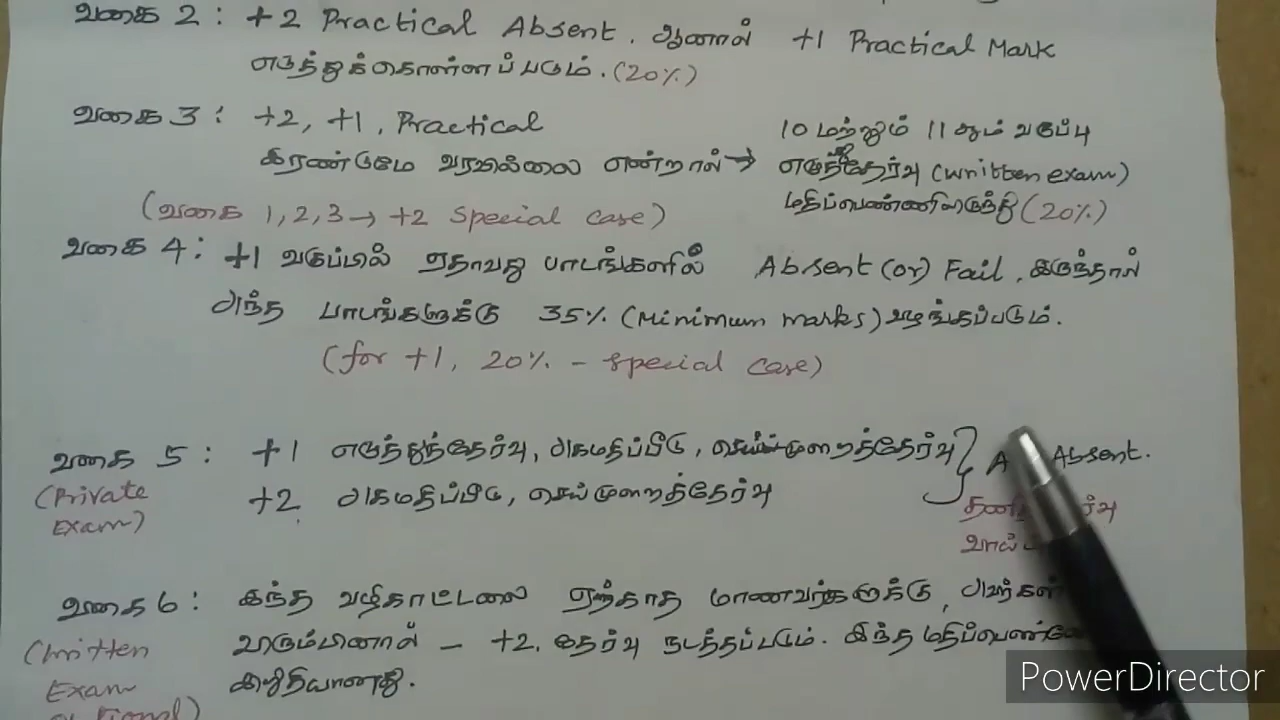 வகை 2 : +2 Practical Absent. ஆனால் +1 Practical Mark
எடுத்துக்கொள்ளப்படும். (20%)
வகை 3 : +2, +1, Practical
இரண்டுமே வரவில்லை என்றால் →
10 மற்றும் 11 ஆம் வகுப்பு
எழுத்தேர்வு (written exam)
மதிப்பெண்ணிலிருந்து (20%)
(வகை 1, 2, 3 → +2 Special Case)
வகை 4 : +1 வகுப்பில் ஏதாவது பாடங்களில் Absent (or) Fail, இருந்தால்
அந்த பாடங்களுக்கு 35% (Minimum marks) வழங்கப்படும்.
(for +1, 20% - special case)
வகை 5 : +1 எழுத்துத்தேர்வு, அகமதிப்பீடு, செய்முறைத்தேர்வு } Absent.
(Private Exam) +2 அகமதிப்பீடு, செய்முறைத்தேர்வு
வகை 6 : இந்த வழிகாட்டலை ஏற்காத மாணவர்களுக்கு, அவர்கள்
(Written விரும்பினால் - +2. தேர்வு நடத்தப்படும்.
Exam இறுதியானது.
PowerDirector